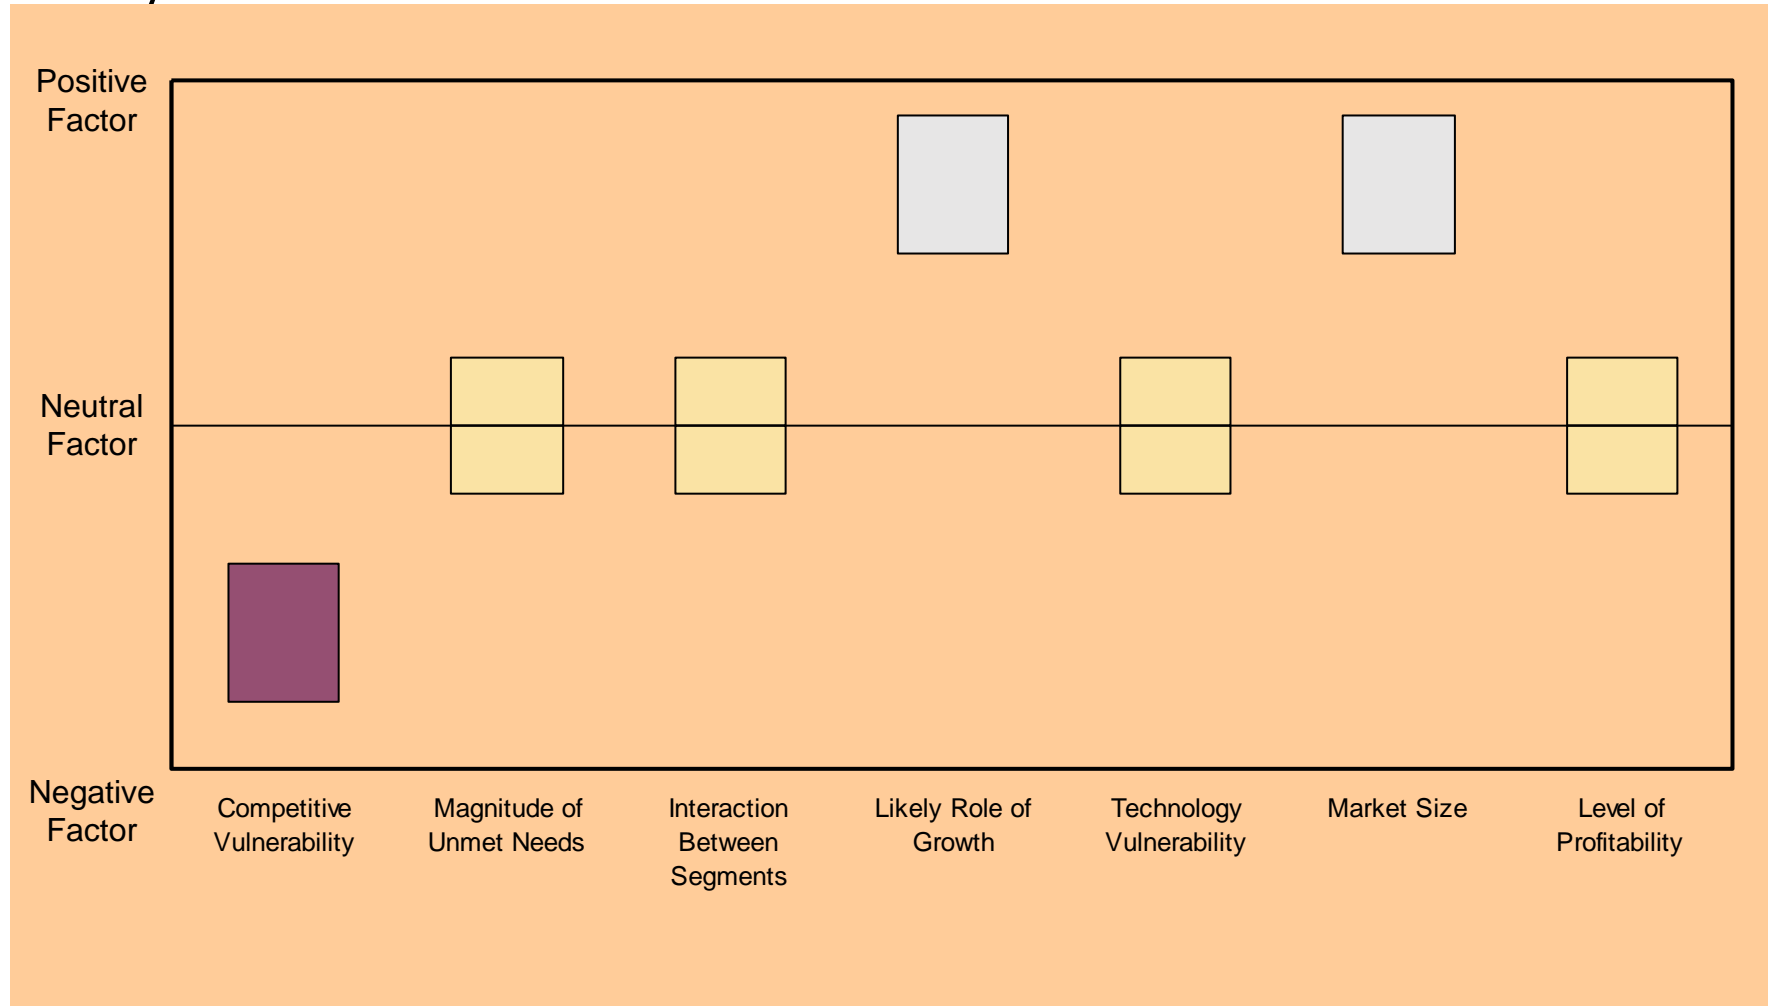 Positive
Factor
Neutral
Factor
Negative
Factor
Competitive
Vulnerability
Magnitude of
Unmet Needs
Interaction
Between
Segments
Likely Role of
Growth
Technology
Vulnerability
Market Size
Level of
Profitability